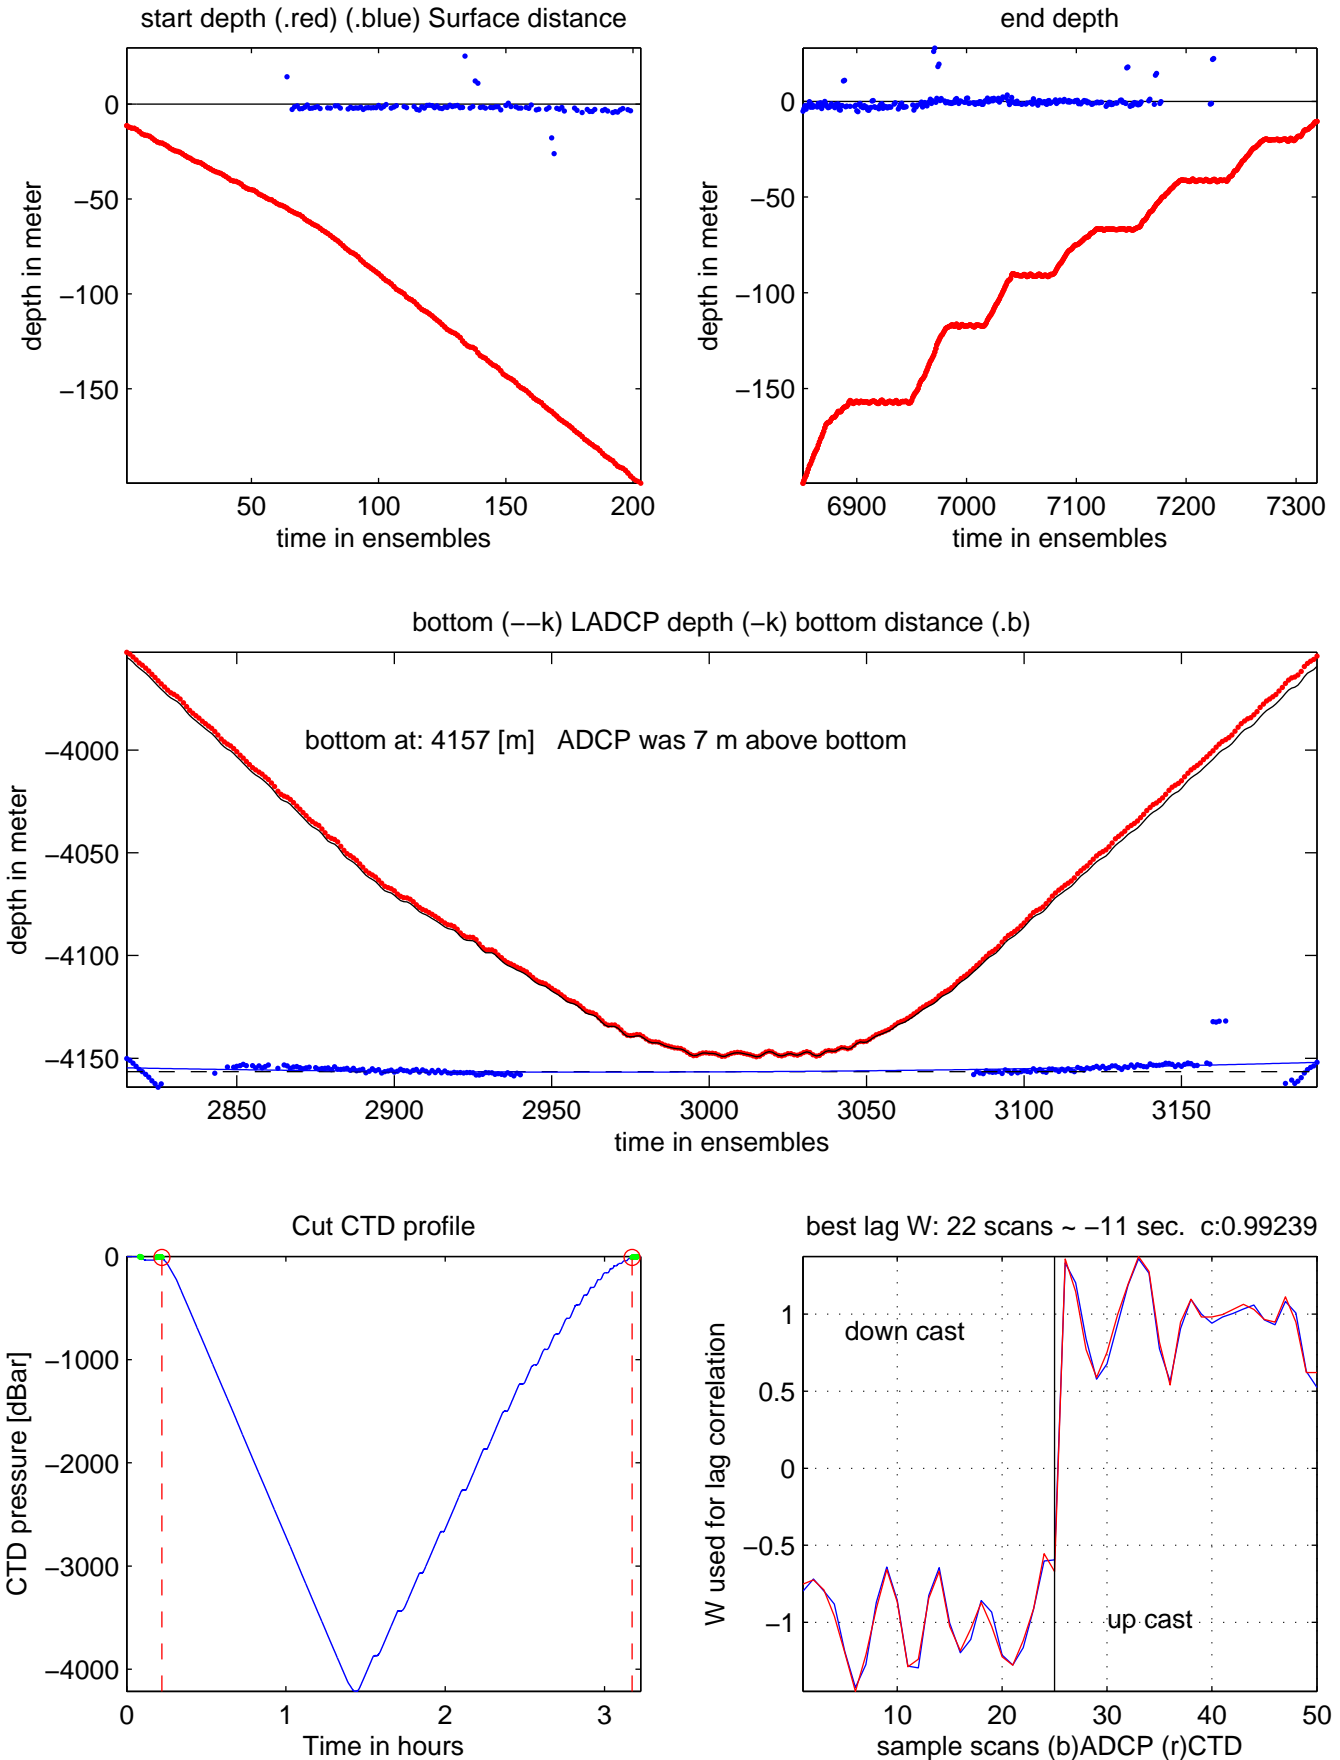 start depth (.red) (.blue) Surface distance
0
−50
−100
−150
depth in meter
50
100
150
200
time in ensembles
end depth
0
−50
−100
−150
depth in meter
6900
7000
7100
7200
7300
time in ensembles
bottom (−−k) LADCP depth (−k) bottom distance (.b)
bottom at: 4157 [m] ADCP was 7 m above bottom
−4000
−4050
−4100
−4150
depth in meter
2850
2900
2950
3000
3050
3100
3150
time in ensembles
Cut CTD profile
0
−1000
−2000
−3000
−4000
CTD pressure [dBar]
0
1
2
3
Time in hours
best lag W: 22 scans ~ −11 sec. c:0.99239
down cast
up cast
1
0.5
0
−0.5
−1
W used for lag correlation
10
20
30
40
50
sample scans (b)ADCP (r)CTD